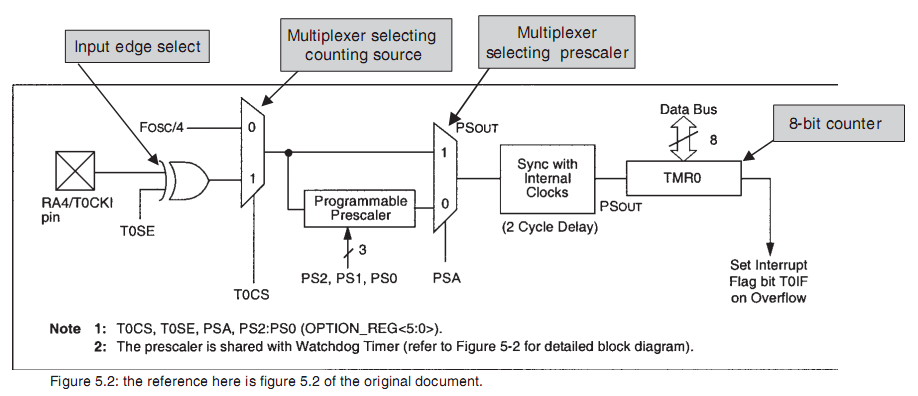 Input edge select
Multiplexer selecting
counting source
Multiplexer
selecting prescaler
8-bit counter
Data Bus
8
FOSC/4
0
1
RA4/T0CKI
pin
T0SE
T0CS
Programmable
Prescaler
3
PS2, PS1, PS0
PSOUT
1
0
PSA
Sync with
Internal
Clocks
(2 Cycle Delay)
PSOUT
TMR0
Set Interrupt
Flag bit T0IF
on Overflow
Note 1: T0CS, T0SE, PSA, PS2:PS0 (OPTION_REG<5:0>).
2: The prescaler is shared with Watchdog Timer (refer to Figure 5-2 for detailed block diagram).
Figure 5.2: the reference here is figure 5.2 of the original document.